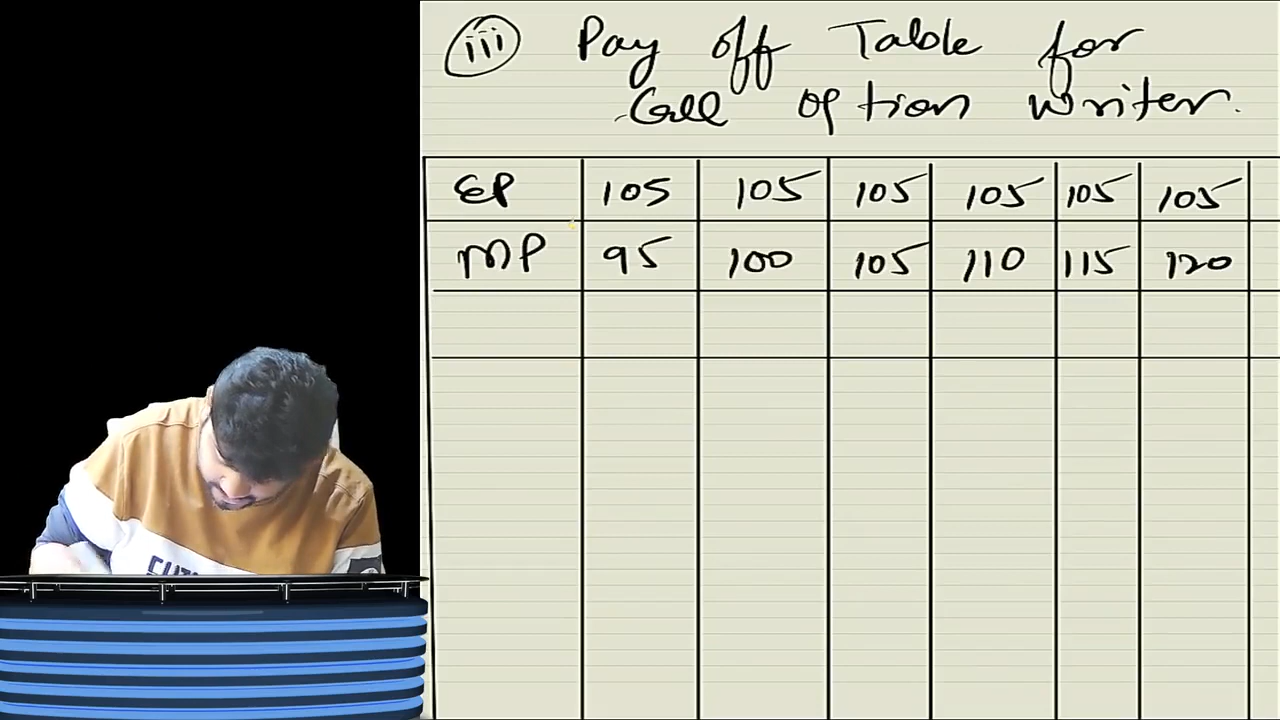 iii Pay off Table for
Call option writer.
EP 105 105 105 105 105 105
MP 95 100 105 110 115 120